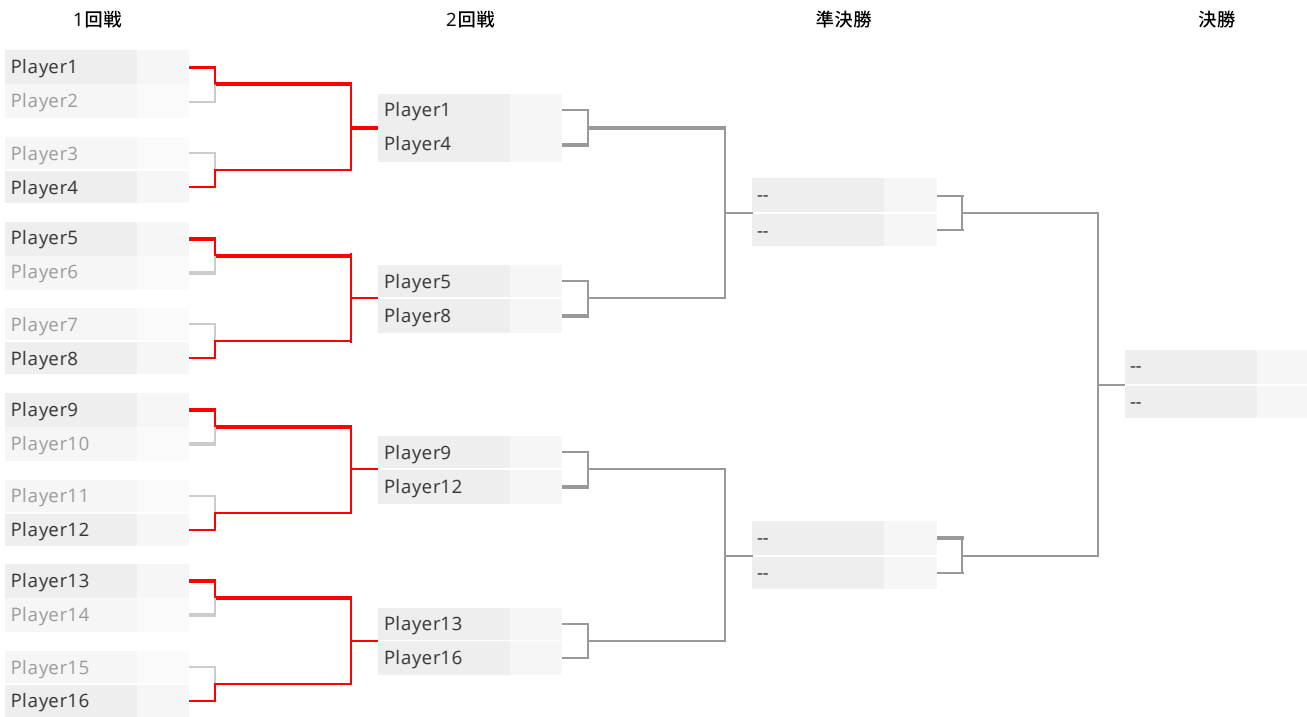 1回戦
2回戦
準決勝
決勝
Player1
Player2
Player3
Player4
Player5
Player6
Player7
Player8
Player9
Player10
Player11
Player12
Player13
Player14
Player15
Player16
Player1
Player4
Player5
Player8
Player9
Player12
Player13
Player16
--
--
--
--
--
--